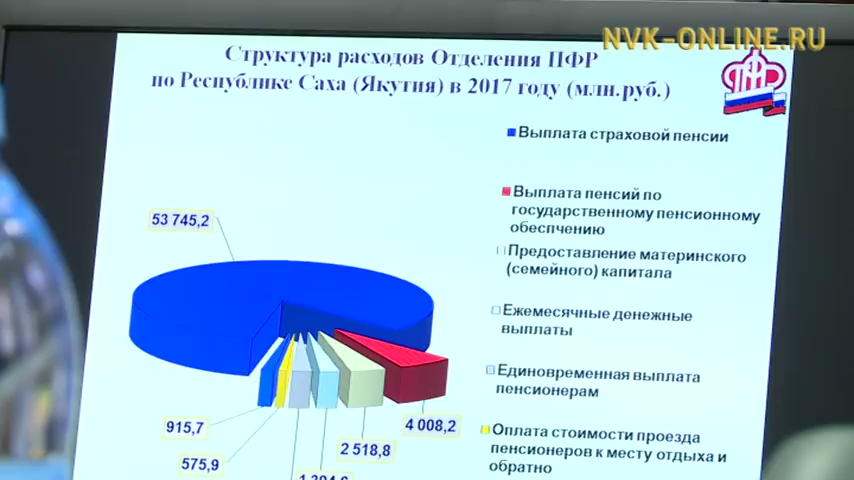 NVK-ONLINE.RU
Структура расходов Отделения ПФР
по Республике Саха (Якутия) в 2017 году (млн.руб.)
Выплата страховой пенсии
53 745,2
Выплата пенсий по
государственному пенсионному
обеспчению
Предоставление материнского
(семейного) капитала
Ежемесячные денежные
выплаты
Единовременная выплата
пенсионерам
915,7
4 008,2
Оплата стоимости проезда
пенсионеров к месту отдыха и
обратно
2 518,8
575,9